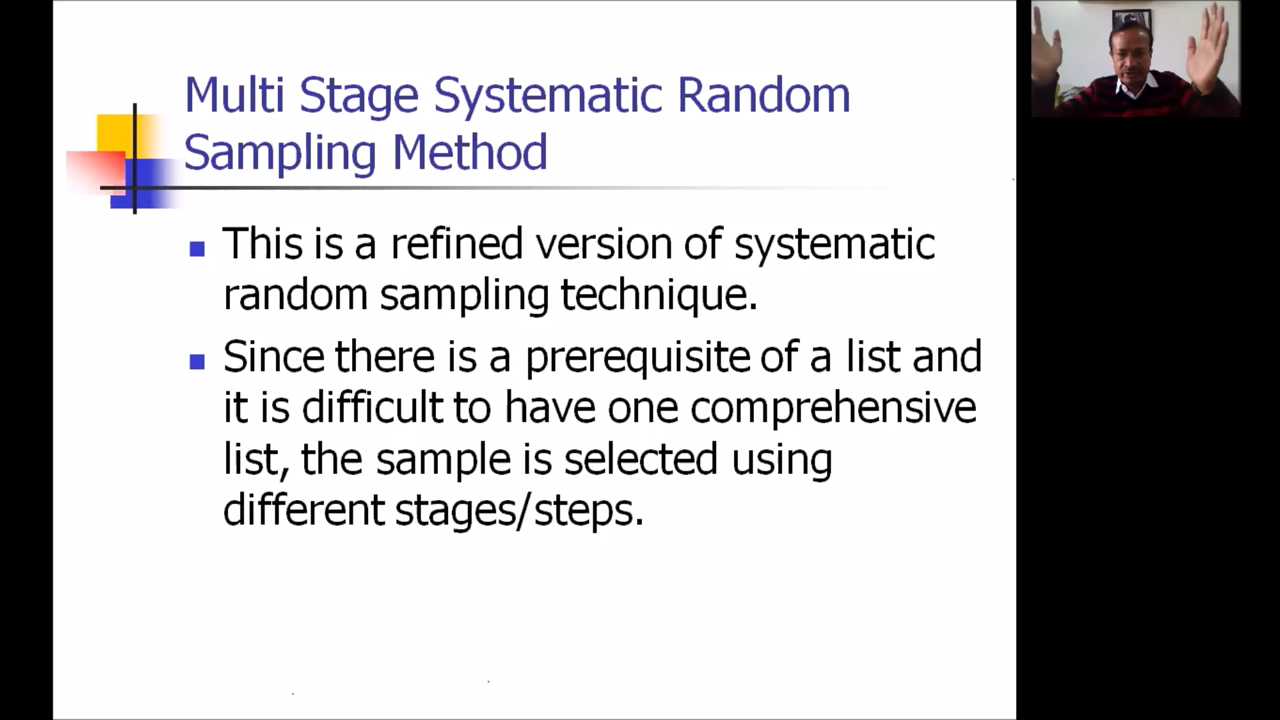 Multi Stage Systematic Random
Sampling Method
This is a refined version of systematic
random sampling technique.
Since there is a prerequisite of a list and
it is difficult to have one comprehensive
list, the sample is selected using
different stages/steps.